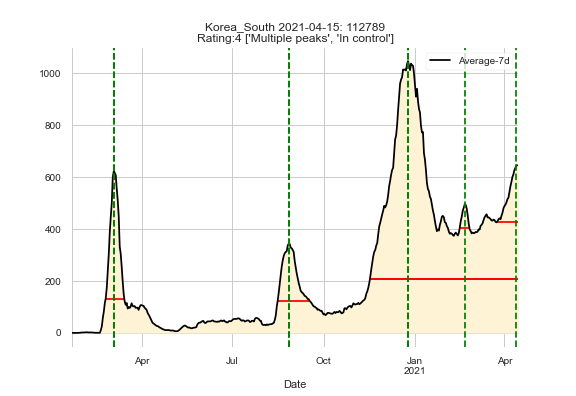 Korea_South 2021-04-15: 112789
Rating:4 ['Multiple peaks', 'In control']
Average-7d
1000
800
600
400
200
0
Apr
Jul
Oct
Jan
2021
Apr
Date